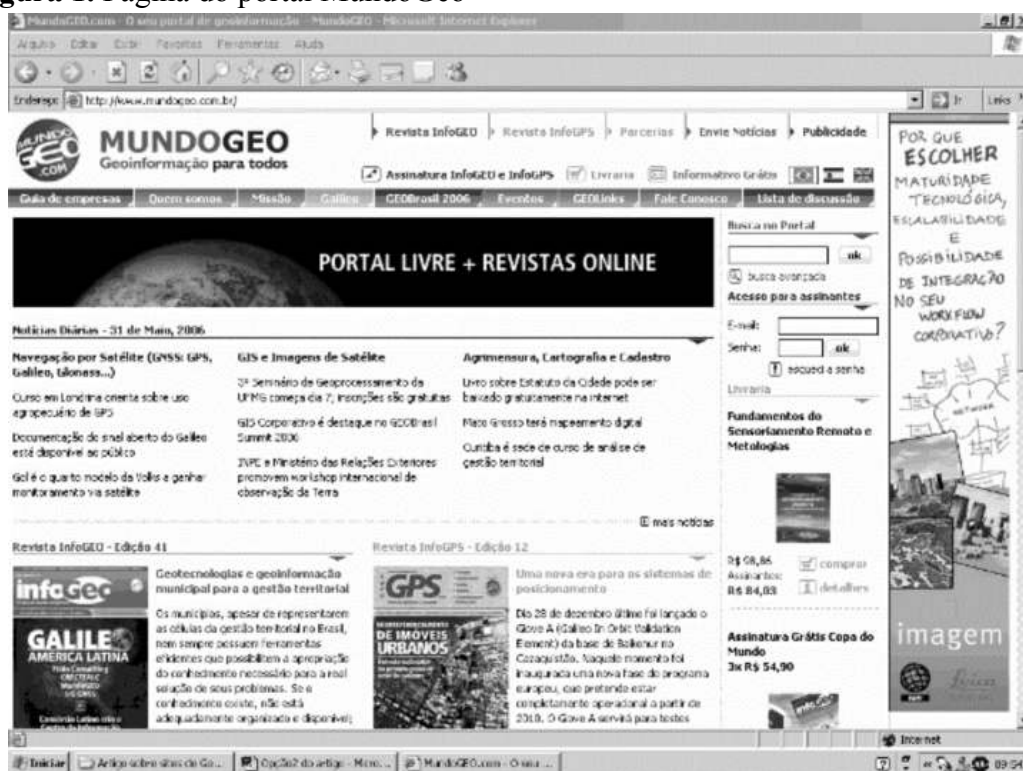 Figura 1. Página do portal MundoGeo
MundoGEO.com - O seu portal de geoinformação - MundoGEO - Microsoft Internet Explorer
Arquivo Editar Exibir Favoritos Ferramentas Ajuda
Endereço http://www.mundogeo.com.br/ Ir Links
MUNDO GEO .COM
MUNDOGEO
Geoinformação para todos
Revista InfoGEO Revista InfoGPS Parcerias Envie Notícias Publicidade
Assinatura InfoGEO e InfoGPS Livraria Informativo Grátis
Guia de empresas Quem somos Missão Galileo GEOBrasil 2006 Eventos GEOLinks Fale Conosco Lista de discussão
PORTAL LIVRE + REVISTAS ONLINE
Notícias Diárias - 31 de Maio, 2006
Navegação por Satélite (GNSS: GPS,
Galileo, Glonass...)
Curso em Londrina orienta sobre uso
agropecuário de GPS
Documentação do sinal aberto do Galileo
está disponível ao público
Gol é o quarto modelo da Volks a ganhar
monitoramento via satélite
GIS e Imagens de Satélite
3º Seminário de Geoprocessamento da
UFMG começa dia 7; inscrições são gratuitas
GIS Corporativo é destaque no GEOBrasil
Summit 2006
INPE e Ministério das Relações Exteriores
promovem workshop internacional de
observação da Terra
Agrimensura, Cartografia e Cadastro
Livro sobre Estatuto da Cidade pode ser
baixado gratuitamente na internet
Mato Grosso terá mapeamento digital
Curitiba é sede de curso de análise de
gestão territorial
mais notícias
Revista InfoGEO - Edição 41
infogeo
GALILE
AMÉRICA LATINA
Geotecnologias e geoinformação
municipal para a gestão territorial
Os municípios, apesar de representarem
as células da gestão territorial no Brasil,
nem sempre possuem ferramentas
eficientes que possibilitem a apropriação
do conhecimento necessário para a real
solução de seus problemas. Se o
conhecimento existe, não está
adequadamente organizado e disponível;
Revista InfoGPS - Edição 12
GPS
DE IMÓVEIS
URBANOS
Uma nova era para os sistemas de
posicionamento
Dia 28 de dezembro último foi lançado o
Giove A (Galileo In Orbit Validation
Element) da base de Baikonur no
Cazaquistão. Naquele momento foi
inaugurada uma nova fase do programa
europeu, que pretende estar
completamente operacional a partir de
2010. O Giove A servirá para testes
Busca no Portal
ok
busca avançada
Acesso para assinantes
E-mail:
Senha: ok
esqueci a senha
Livraria
Fundamentos do
Sensoriamento Remoto e
Metologias
R$ 98,86 comprar
Assinantes:
R$ 84,03 detalhes
Assinatura Grátis Copa do
Mundo
3x R$ 54,90
POR QUE
ESCOLHER
MATURIDADE
TECNOLÓGICA,
ESCALABILIDADE
E
POSSIBILIDADE
DE INTEGRAÇÃO
NO SEU
WORKFLOW
CORPORATIVO?
NETWORK
imagem
Leica
Internet
Iniciar Artigo sobre sites de Ge... Opção2 do artigo - Micro... MundoGEO.com - O seu ... 09:54